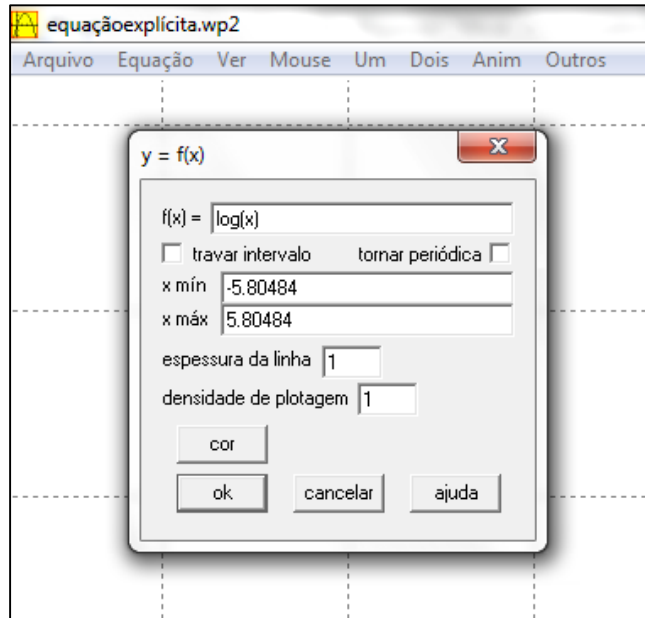 equaçãoexplícita.wp2
Arquivo Equação Ver Mouse Um Dois Anim Outros
y = f(x)
f(x) = log(x)
travar intervalo tornar periódica
x mín -5.80484
x máx 5.80484
espessura da linha 1
densidade de plotagem 1
cor
ok cancelar ajuda